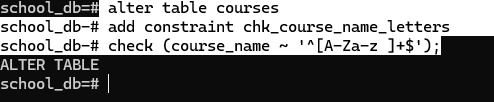 school_db=# alter table courses
school_db-# add constraint chk_course_name_letters
school_db-# check (course_name ~ '^[A-Za-z ]+$');
ALTER TABLE
school_db=#